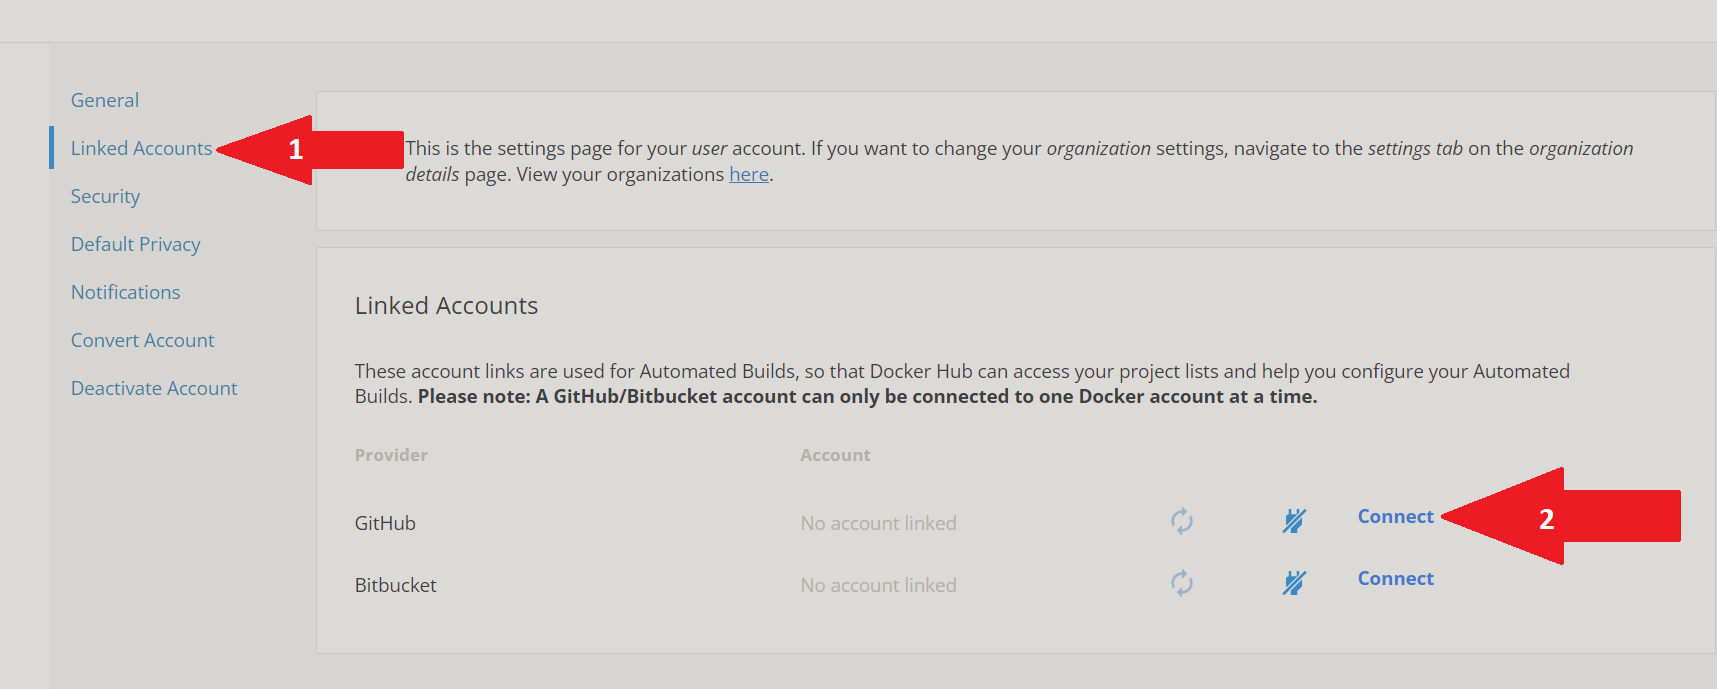 General
Linked Accounts
Security
Default Privacy
Notifications
Convert Account
Deactivate Account
1
This is the settings page for your user account. If you want to change your organization settings, navigate to the settings tab on the organization
details page. View your organizations here.
Linked Accounts
These account links are used for Automated Builds, so that Docker Hub can access your project lists and help you configure your Automated
Builds. Please note: A GitHub/Bitbucket account can only be connected to one Docker account at a time.
Provider Account
GitHub No account linked Connect 2
Bitbucket No account linked Connect